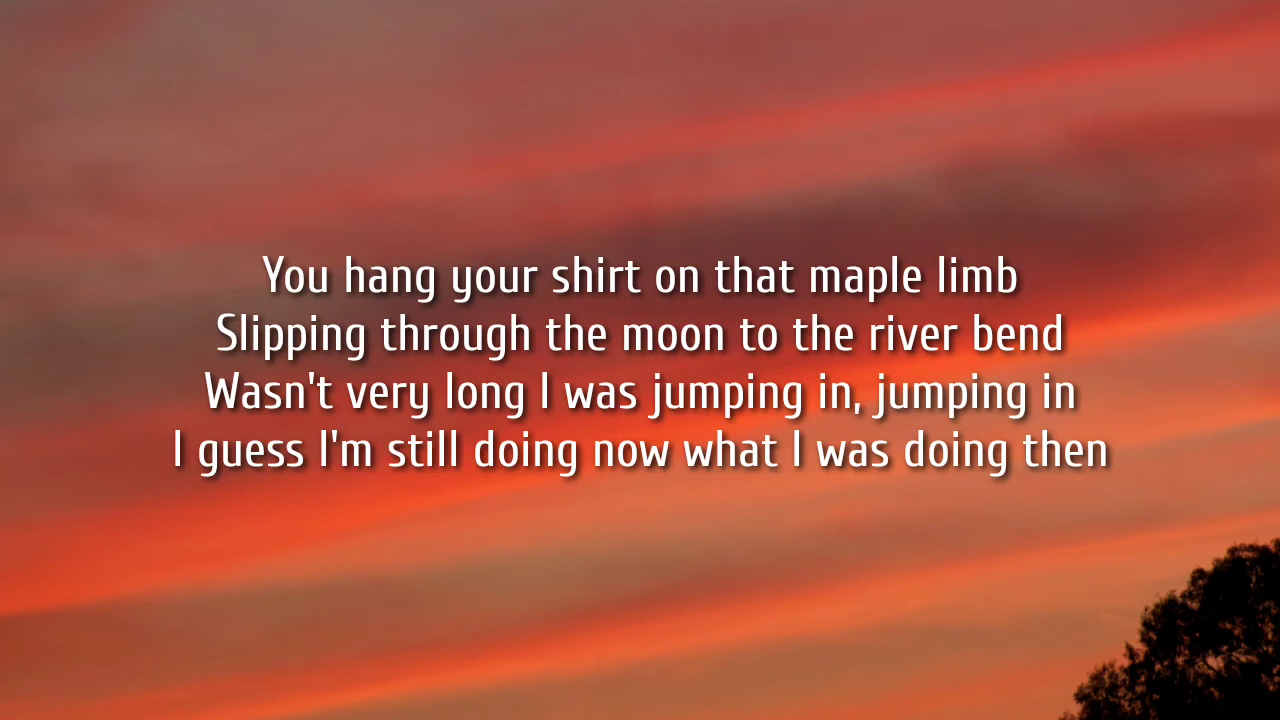 You hang your shirt on that maple limb
Slipping through the moon to the river bend
Wasn't very long I was jumping in, jumping in
I guess I'm still doing now what I was doing then